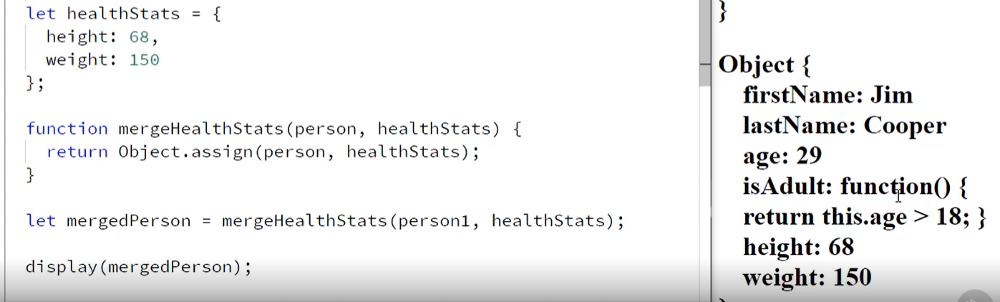 let healthStats = {
height: 68,
weight: 150
};
function mergeHealthStats(person, healthStats) {
return Object.assign(person, healthStats);
}
let mergedPerson = mergeHealthStats(person1, healthStats);
display(mergedPerson);
}
Object {
firstName: Jim
lastName: Cooper
age: 29
isAdult: function() {
return this.age > 18; }
height: 68
weight: 150